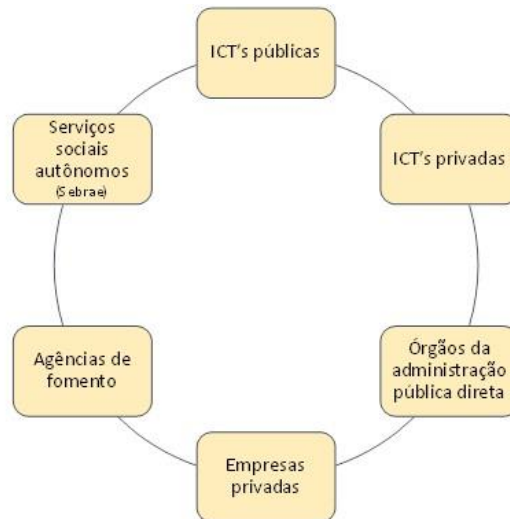 ICT's públicas
Serviços
sociais
autônomos
(Sebrae)
ICT's privadas
Agências de
fomento
Órgãos da
administração
pública direta
Empresas
privadas